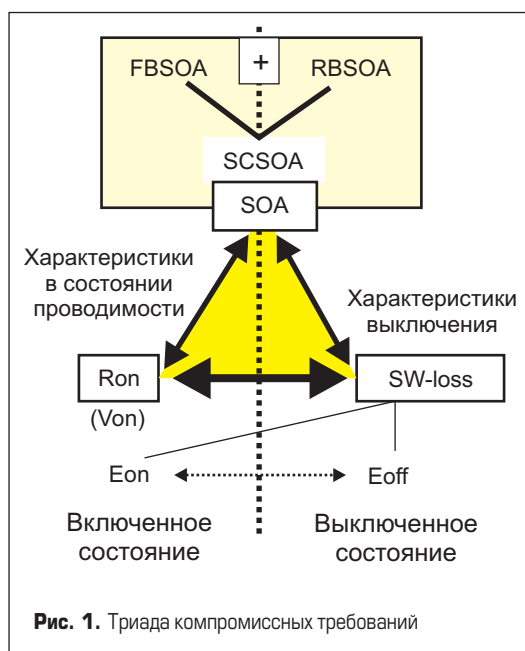 FBSOA + RBSOA
SCSOA
SOA
Характеристики
в состоянии
проводимости
Характеристики
выключения
Ron
(Von)
SW-loss
Eon
Eoff
Включенное
состояние
Выключенное
состояние
Рис. 1. Триада компромиссных требований